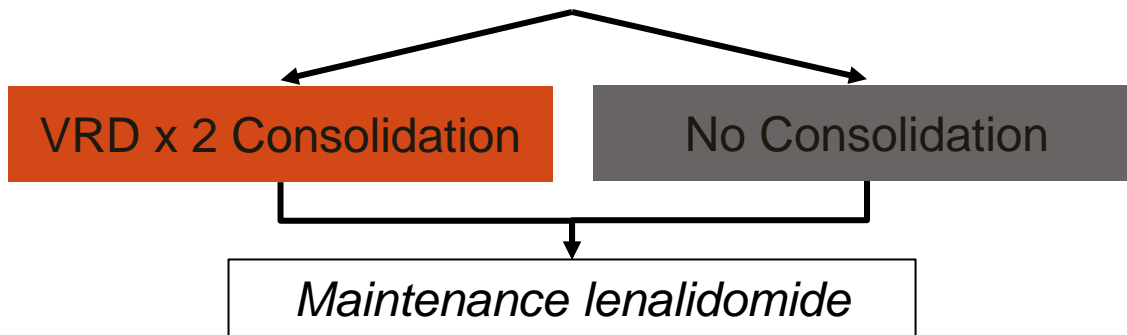 VRD x 2 Consolidation
No Consolidation
Maintenance lenalidomide